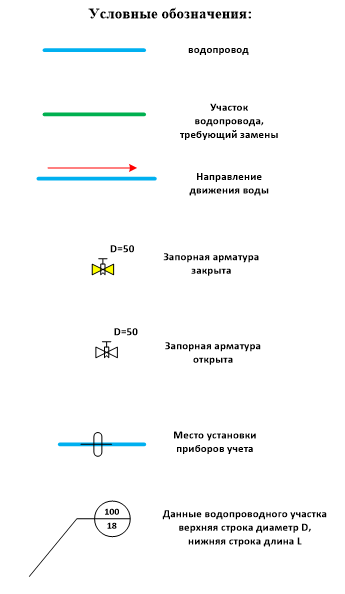 Условные обозначения:
водопровод
Участок
водопровода,
требующий замены
Направление
движения воды
D=50
Запорная арматура
закрыта
D=50
Запорная арматура
открыта
Место установки
приборов учета
100
18
Данные водопроводного участка
верхняя строка диаметр D,
нижняя строка длина L